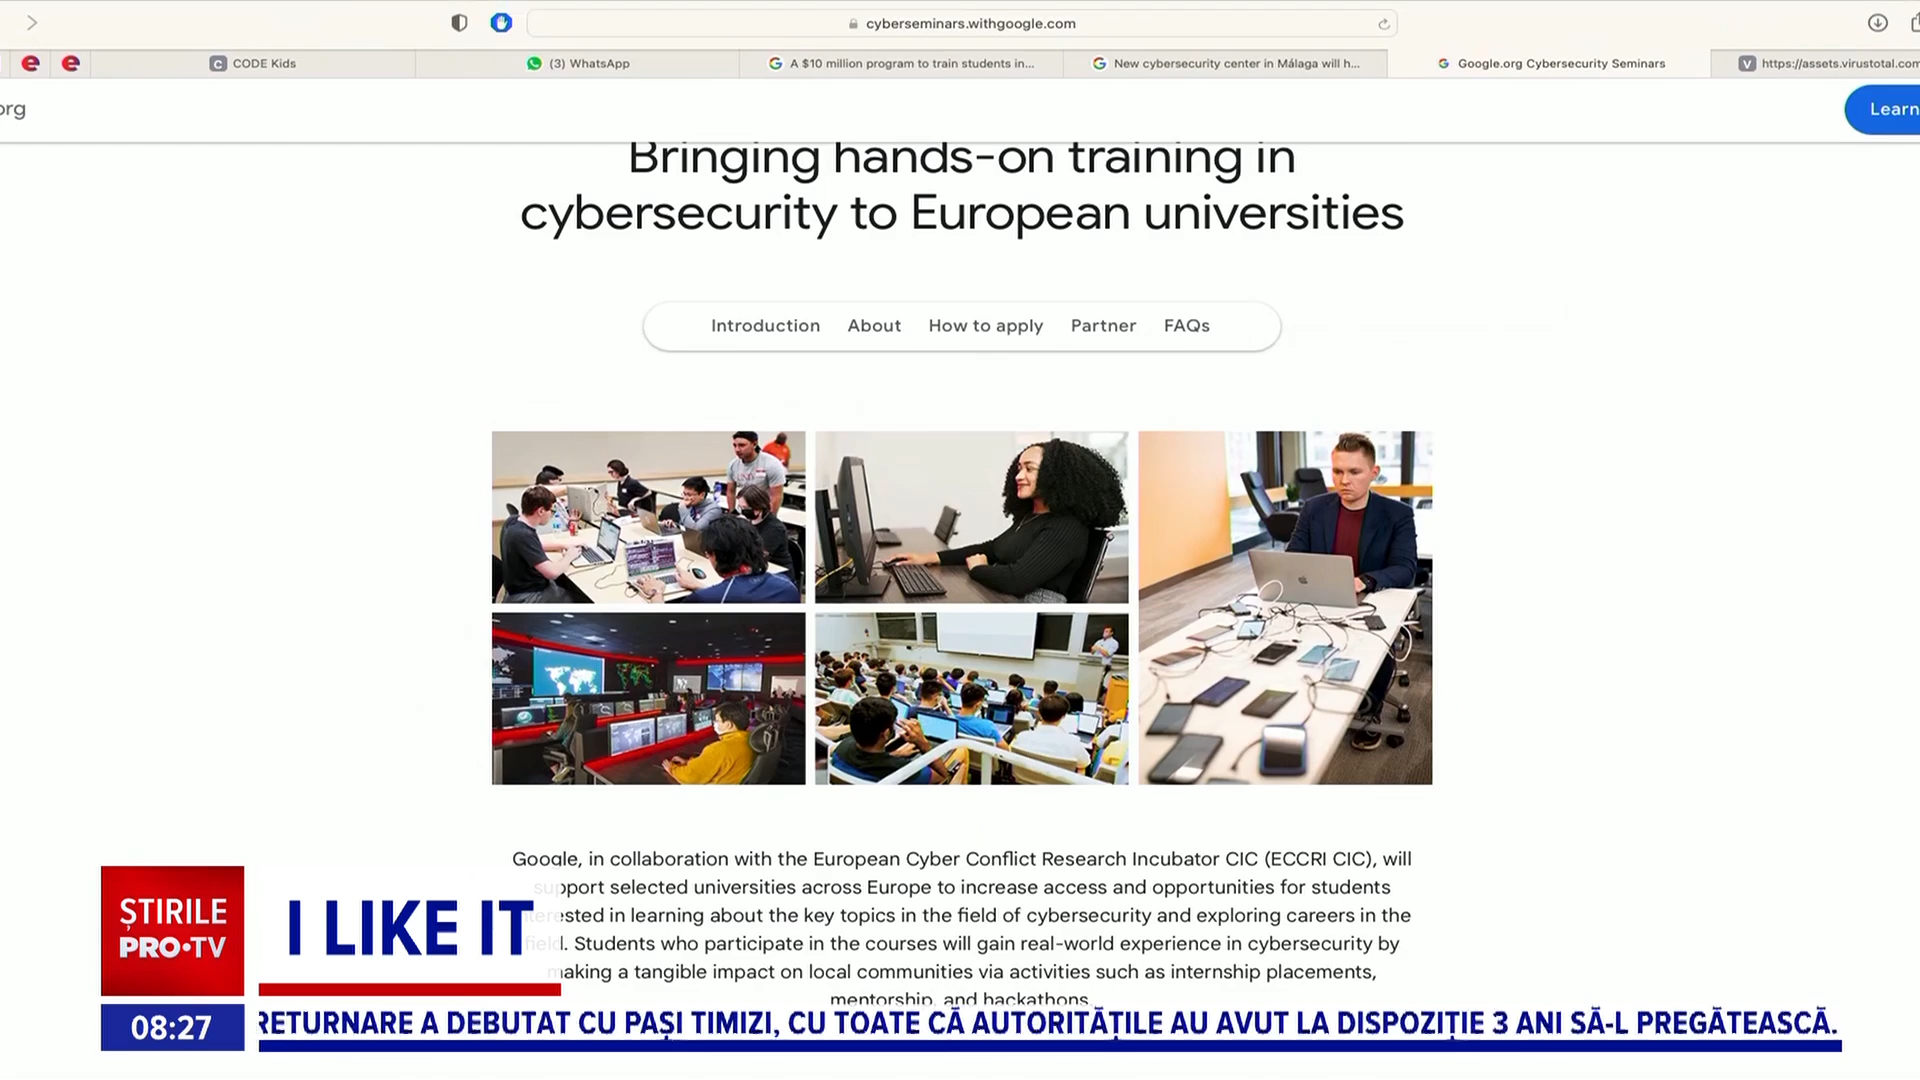 cyberseminars.withgoogle.com
CODE Kids
(3) WhatsApp
A $10 million program to train students in...
New cybersecurity center in Málaga will h...
Google.org Cybersecurity Seminars
V https://assets.virustotal.com
org
Learn
Bringing hands-on training in
cybersecurity to European universities
Introduction About How to apply Partner FAQs
Google, in collaboration with the European Cyber Conflict Research Incubator CIC (ECCRI CIC), will
support selected universities across Europe to increase access and opportunities for students
interested in learning about the key topics in the field of cybersecurity and exploring careers in the
field. Students who participate in the courses will gain real-world experience in cybersecurity by
making a tangible impact on local communities via activities such as internship placements,
mentorship, and hackathons.
ȘTIRILE
PRO•TV
I LIKE IT
08:27
RETURNARE A DEBUTAT CU PAȘI TIMIZI, CU TOATE CĂ AUTORITĂȚILE AU AVUT LA DISPOZIȚIE 3 ANI SĂ-L PREGĂTEASCĂ.